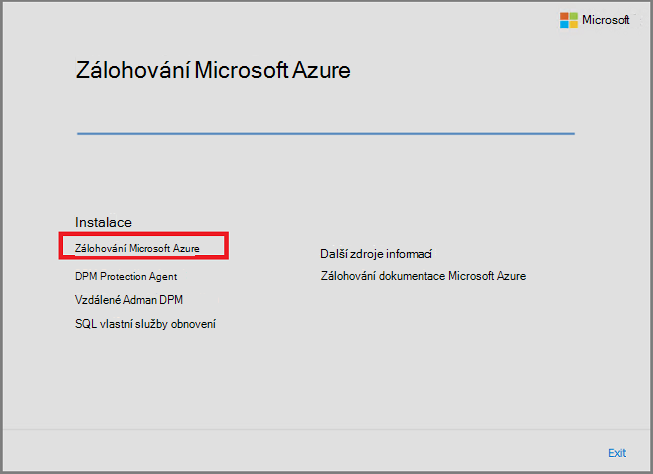 Microsoft
Zálohování Microsoft Azure
Instalace
Zálohování Microsoft Azure
DPM Protection Agent
Vzdálené Adman DPM
SQL vlastní služby obnovení
Další zdroje informací
Zálohování dokumentace Microsoft Azure
Exit